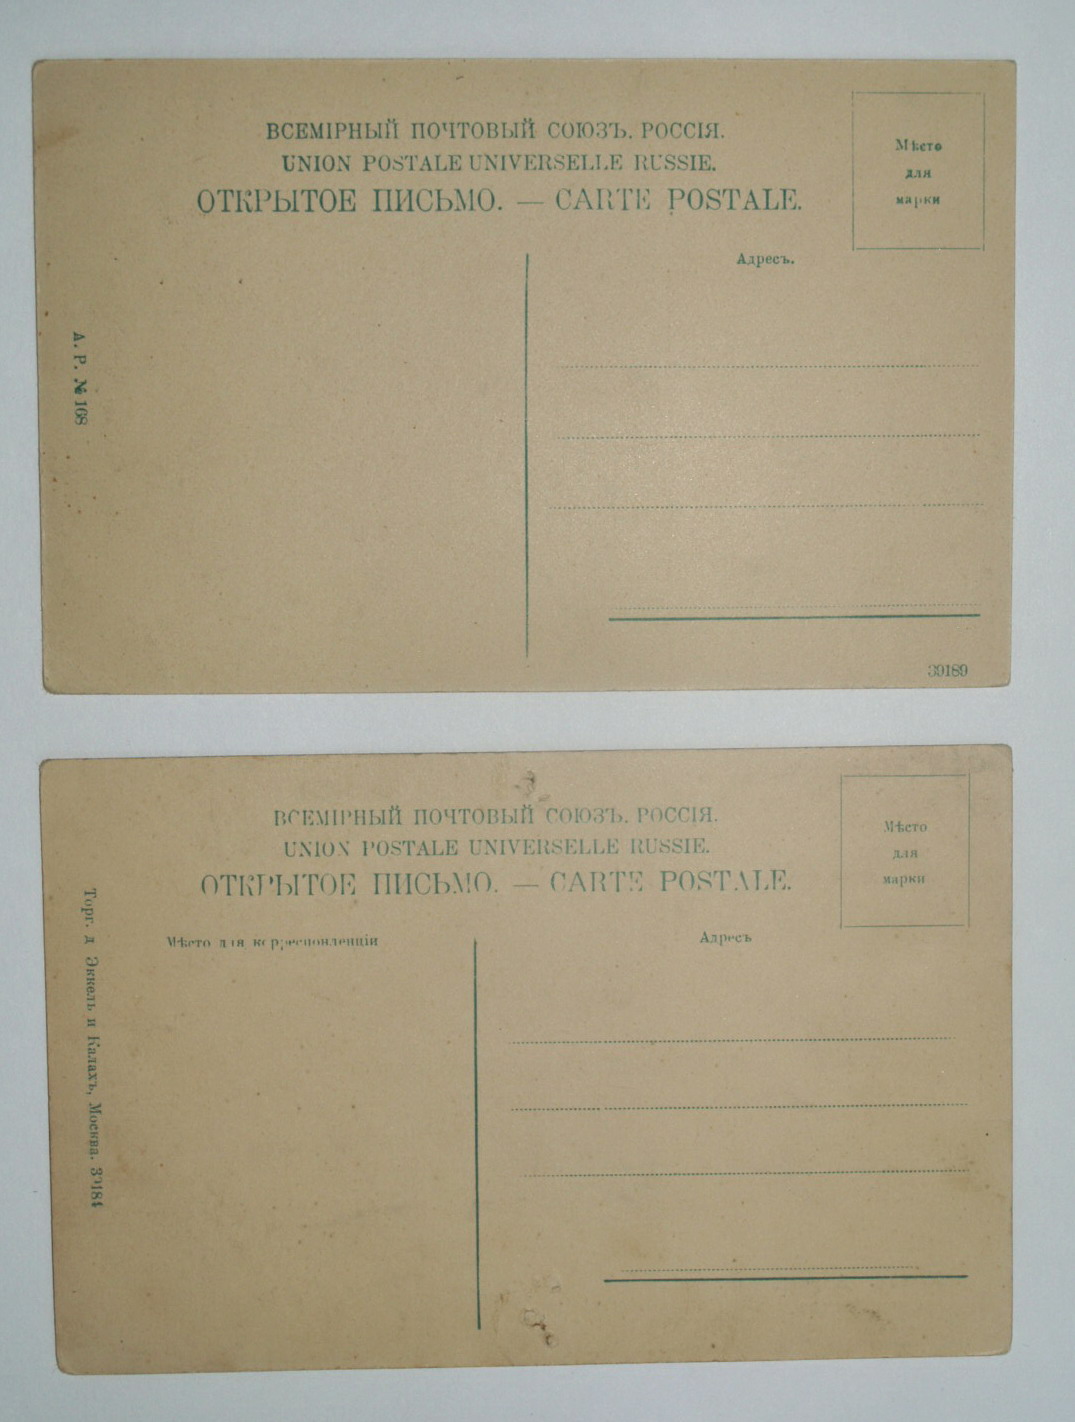 ВСЕМІРНЫЙ ПОЧТОВЫЙ СОЮЗЪ. РОССІЯ.
UNION POSTALE UNIVERSELLE RUSSIE.
ОТКРЫТОЕ ПИСЬМО. — CARTE POSTALE.
Мѣсто
для
марки
Адресъ.
А. Р. № 168
39189
ВСЕМІРНЫЙ ПОЧТОВЫЙ СОЮЗЪ. РОССІЯ.
UNION POSTALE UNIVERSELLE RUSSIE.
ОТКРЫТОЕ ПИСЬМО. — CARTE POSTALE.
Мѣсто
для
марки
Мѣсто для корреспонденціи
Адресъ
Торг. д. Эккель и Калахъ, Москва. 39184